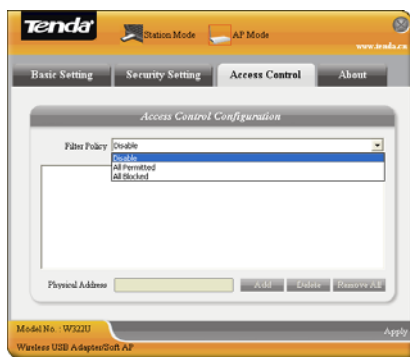 Tenda
Station Mode AP Mode
www.tenda.cn
Basic Setting Security Setting Access Control About
Access Control Configuration
Filter Policy Disable
Disable
All Permitted
All Blocked
Physical Address Add Delete Remove All
Model No. : W322U Apply
Wireless USB Adapter/Soft AP